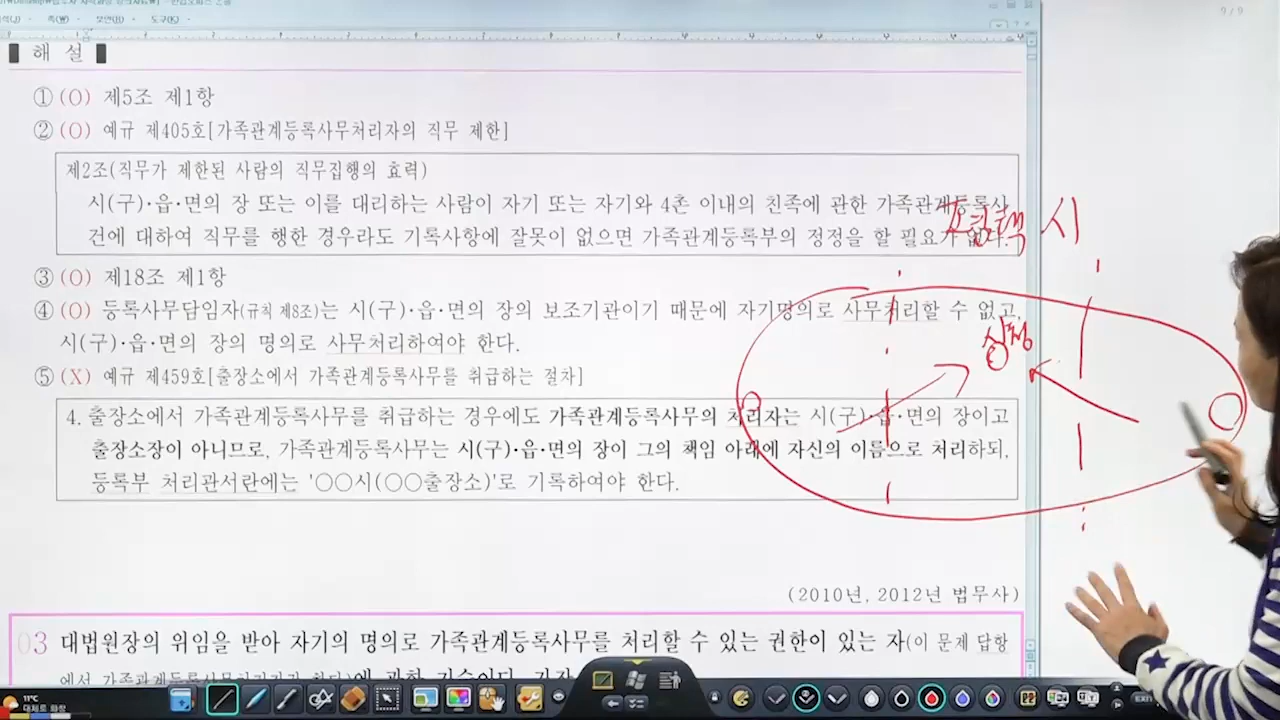 9 / 9
■ 해 설 ■
① (O) 제5조 제1항
② (O) 예규 제405호[가족관계등록사무처리자의 직무 제한]
제2조(직무가 제한된 사람의 직무집행의 효력)
시(구)·읍·면의 장 또는 이를 대리하는 사람이 자기 또는 자기와 4촌 이내의 친족에 관한 가족관계등록사
건에 대하여 직무를 행한 경우라도 기록사항에 잘못이 없으면 가족관계등록부의 정정을 할 필요가 없다.
시
③ (O) 제18조 제1항
④ (O) 등록사무담임자(규칙 제8조)는 시(구)·읍·면의 장의 보조기관이기 때문에 자기명의로 사무처리할 수 없고,
시(구)·읍·면의 장의 명의로 사무처리하여야 한다.
⑤ (X) 예규 제459호[출장소에서 가족관계등록사무를 취급하는 절차]
4. 출장소에서 가족관계등록사무를 취급하는 경우에도 가족관계등록사무의 처리자는 시(구)·읍·면의 장이고
출장소장이 아니므로, 가족관계등록사무는 시(구)·읍·면의 장이 그의 책임 아래에 자신의 이름으로 처리하되,
등록부 처리관서란에는 '○○시(○○출장소)'로 기록하여야 한다.
(2010년, 2012년 법무사)
03 대법원장의 위임을 받아 자기의 명의로 가족관계등록사무를 처리할 수 있는 권한이 있는 자(이 문제 답항
11℃
대체로 화창
EXIT